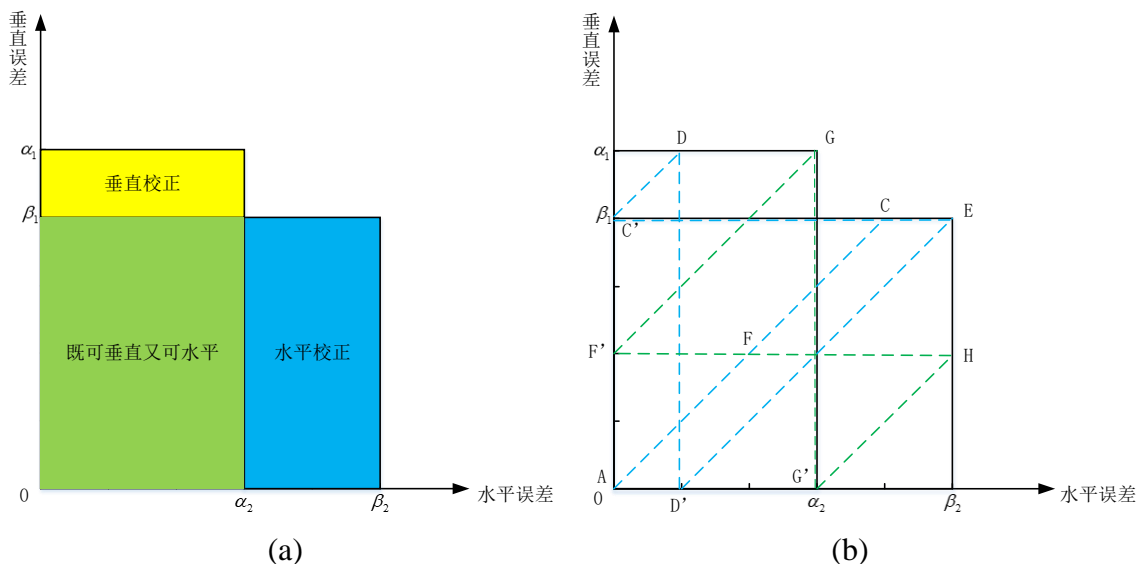 垂直误差
α₁
垂直校正
β₁
既可垂直又可水平
水平校正
O
α₂
β₂
水平误差
(a)
垂直误差
α₁
D
G
β₁
C'
C
E
F'
F
H
A
O
D'
G'
α₂
β₂
水平误差
(b)